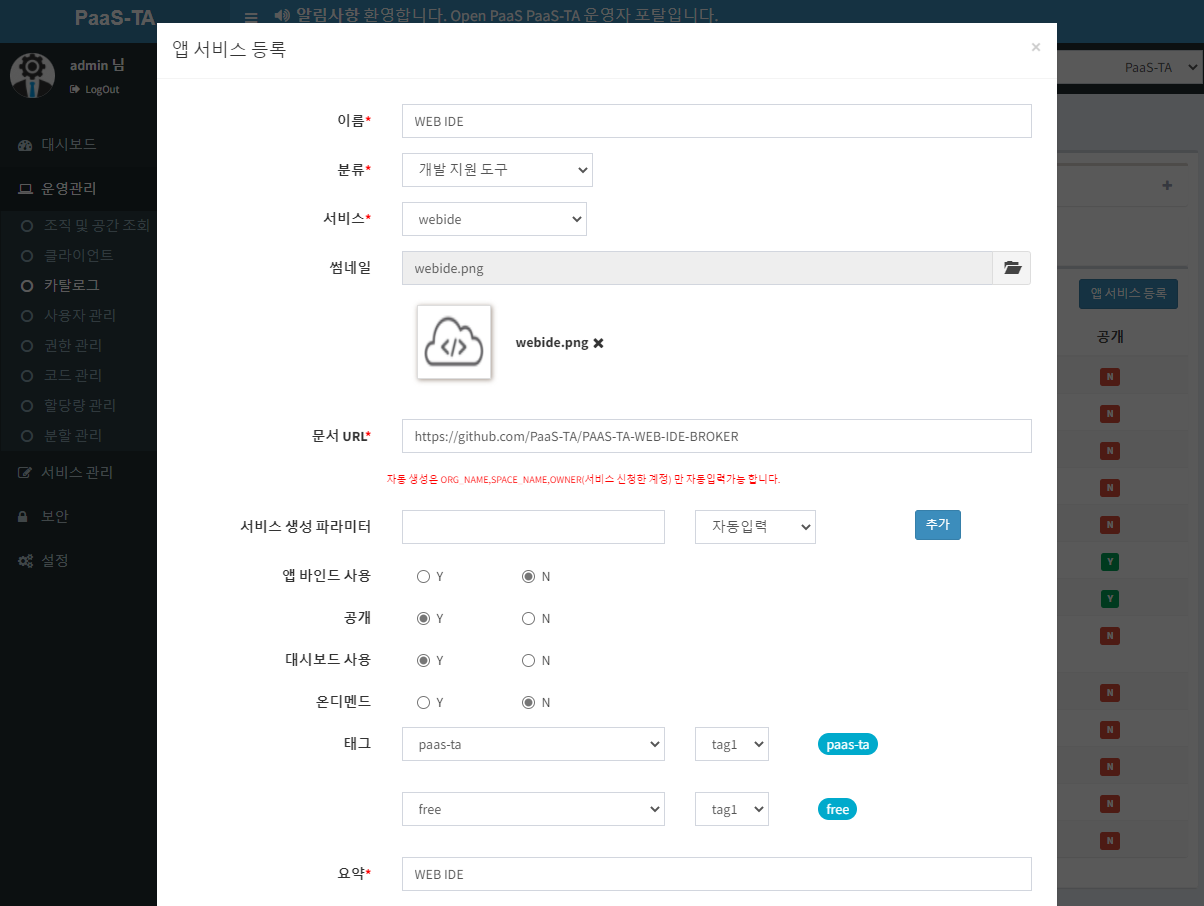 PaaS-TA
알림사항 환영합니다. Open PaaS PaaS-TA 운영자 포탈입니다.
admin 님
LogOut
PaaS-TA
대시보드
운영관리
조직 및 공간 조회
클라이언트
카탈로그
사용자 관리
권한 관리
코드 관리
할당량 관리
분할 관리
서비스 관리
보안
설정
앱 서비스 등록
×
이름* WEB IDE
분류* 개발 지원 도구
서비스* webide
썸네일 webide.png
webide.png
문서 URL* https://github.com/PaaS-TA/PAAS-TA-WEB-IDE-BROKER
자동 생성은 ORG_NAME,SPACE_NAME,OWNER(서비스 신청한 계정) 만 자동입력가능 합니다.
서비스 생성 파라미터 자동입력 추가
앱 바인드 사용 Y N
공개 Y N
대시보드 사용 Y N
온디멘드 Y N
태그 paas-ta tag1 paas-ta
free tag1 free
요약* WEB IDE
앱 서비스 등록
공개
N
N
N
N
N
Y
Y
N
N
N
N
N
N